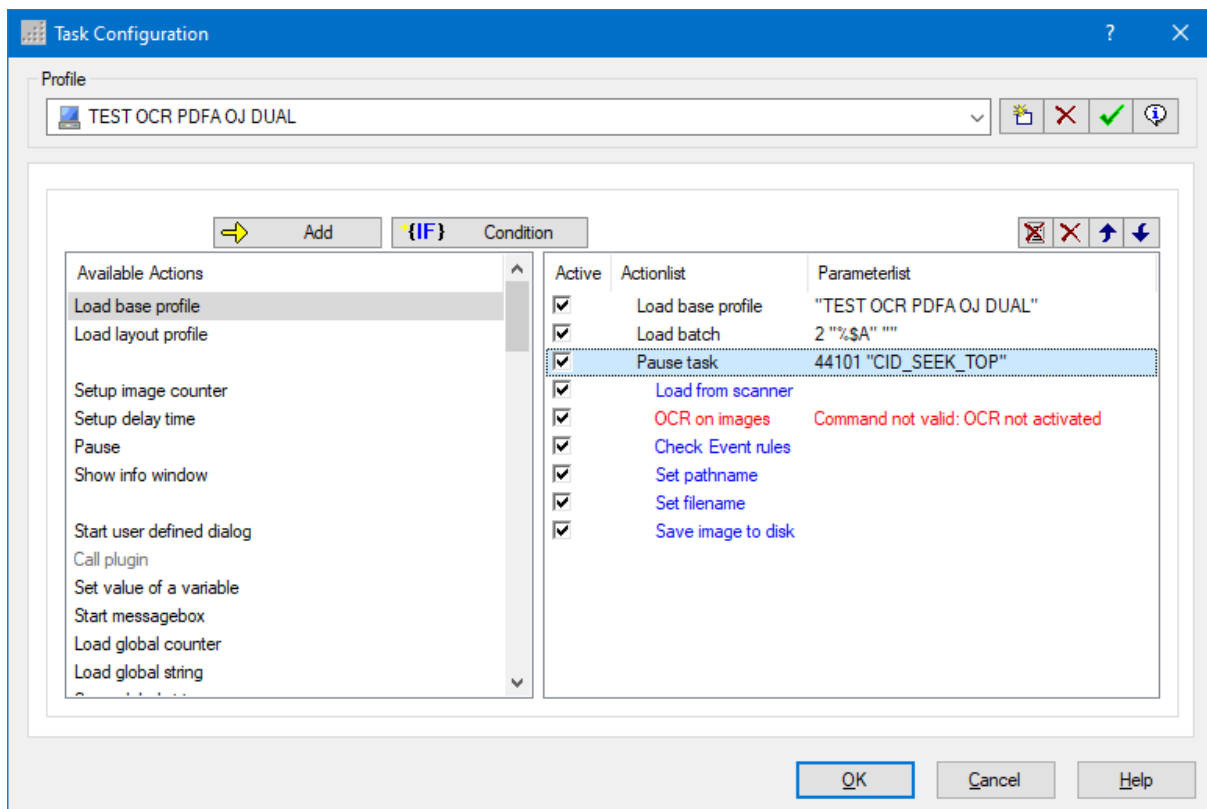 Task Configuration
Profile
TEST OCR PDFA OJ DUAL
Add
{IF} Condition
Available Actions
Load base profile
Load layout profile
Setup image counter
Setup delay time
Pause
Show info window
Start user defined dialog
Call plugin
Set value of a variable
Start messagebox
Load global counter
Load global string
Active Actionlist Parameterlist
Load base profile "TEST OCR PDFA OJ DUAL"
Load batch 2 "%$A" ""
Pause task 44101 "CID_SEEK_TOP"
Load from scanner
OCR on images Command not valid: OCR not activated
Check Event rules
Set pathname
Set filename
Save image to disk
OK Cancel Help